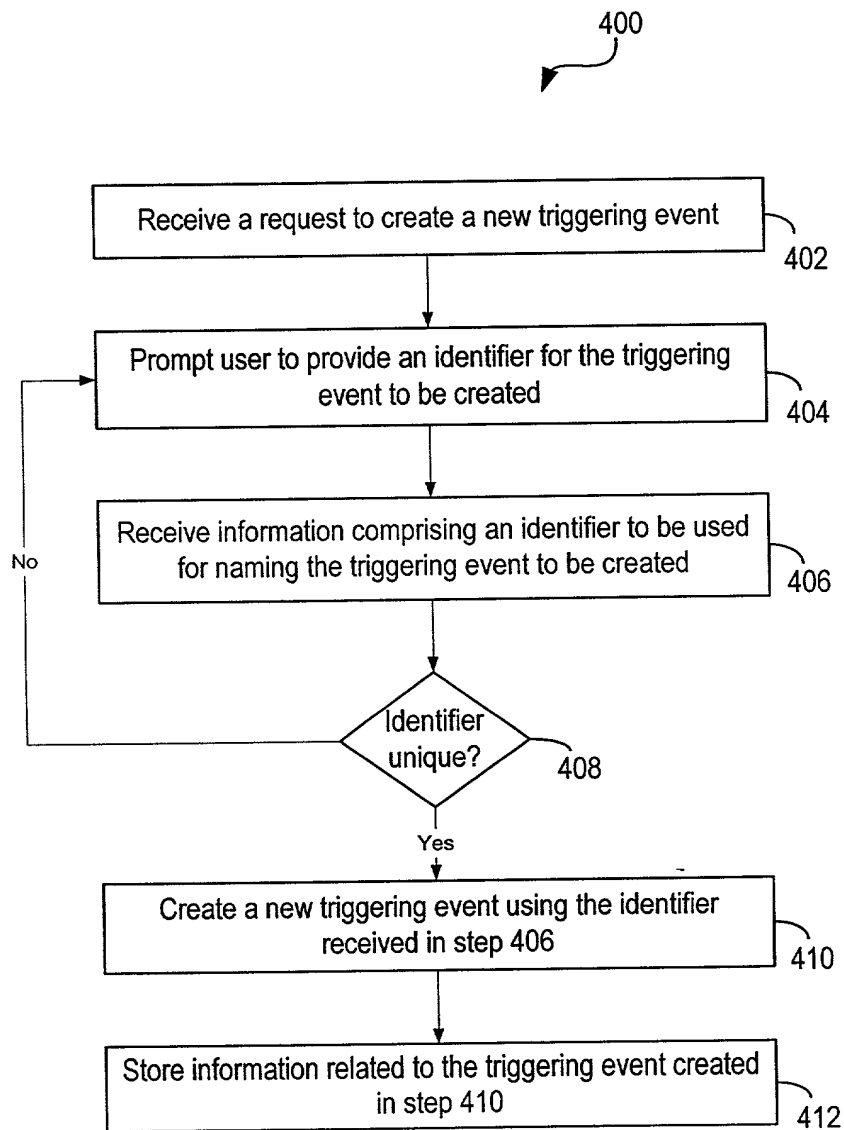 400
Receive a request to create a new triggering event
402
Prompt user to provide an identifier for the triggering
event to be created
404
Receive information comprising an identifier to be used
for naming the triggering event to be created
406
No
Identifier
unique?
408
Yes
Create a new triggering event using the identifier
received in step 406
410
Store information related to the triggering event created
in step 410
412